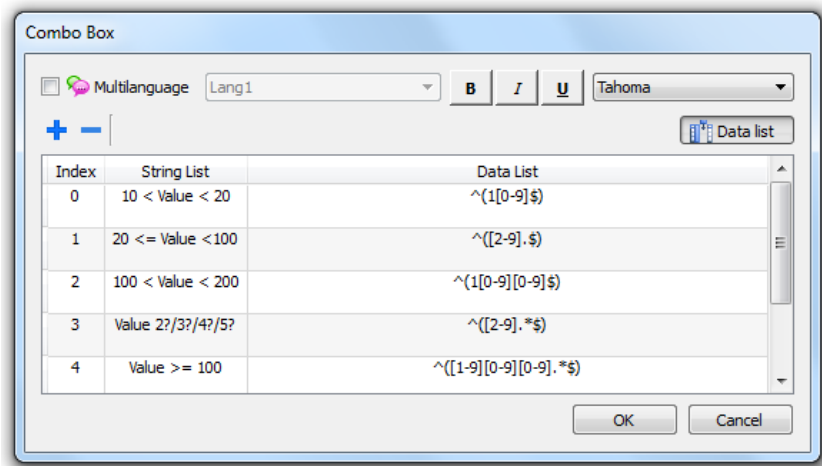 Combo Box
Multilanguage Lang1 B I U Tahoma
Data list
Index String List Data List
0 10 < Value < 20 ^(1[0-9]$)
1 20 <= Value <100 ^([2-9].$)
2 100 < Value < 200 ^(1[0-9][0-9]$)
3 Value 2?/3?/4?/5? ^([2-9].*$)
4 Value >= 100 ^([1-9][0-9][0-9].*$)
OK Cancel